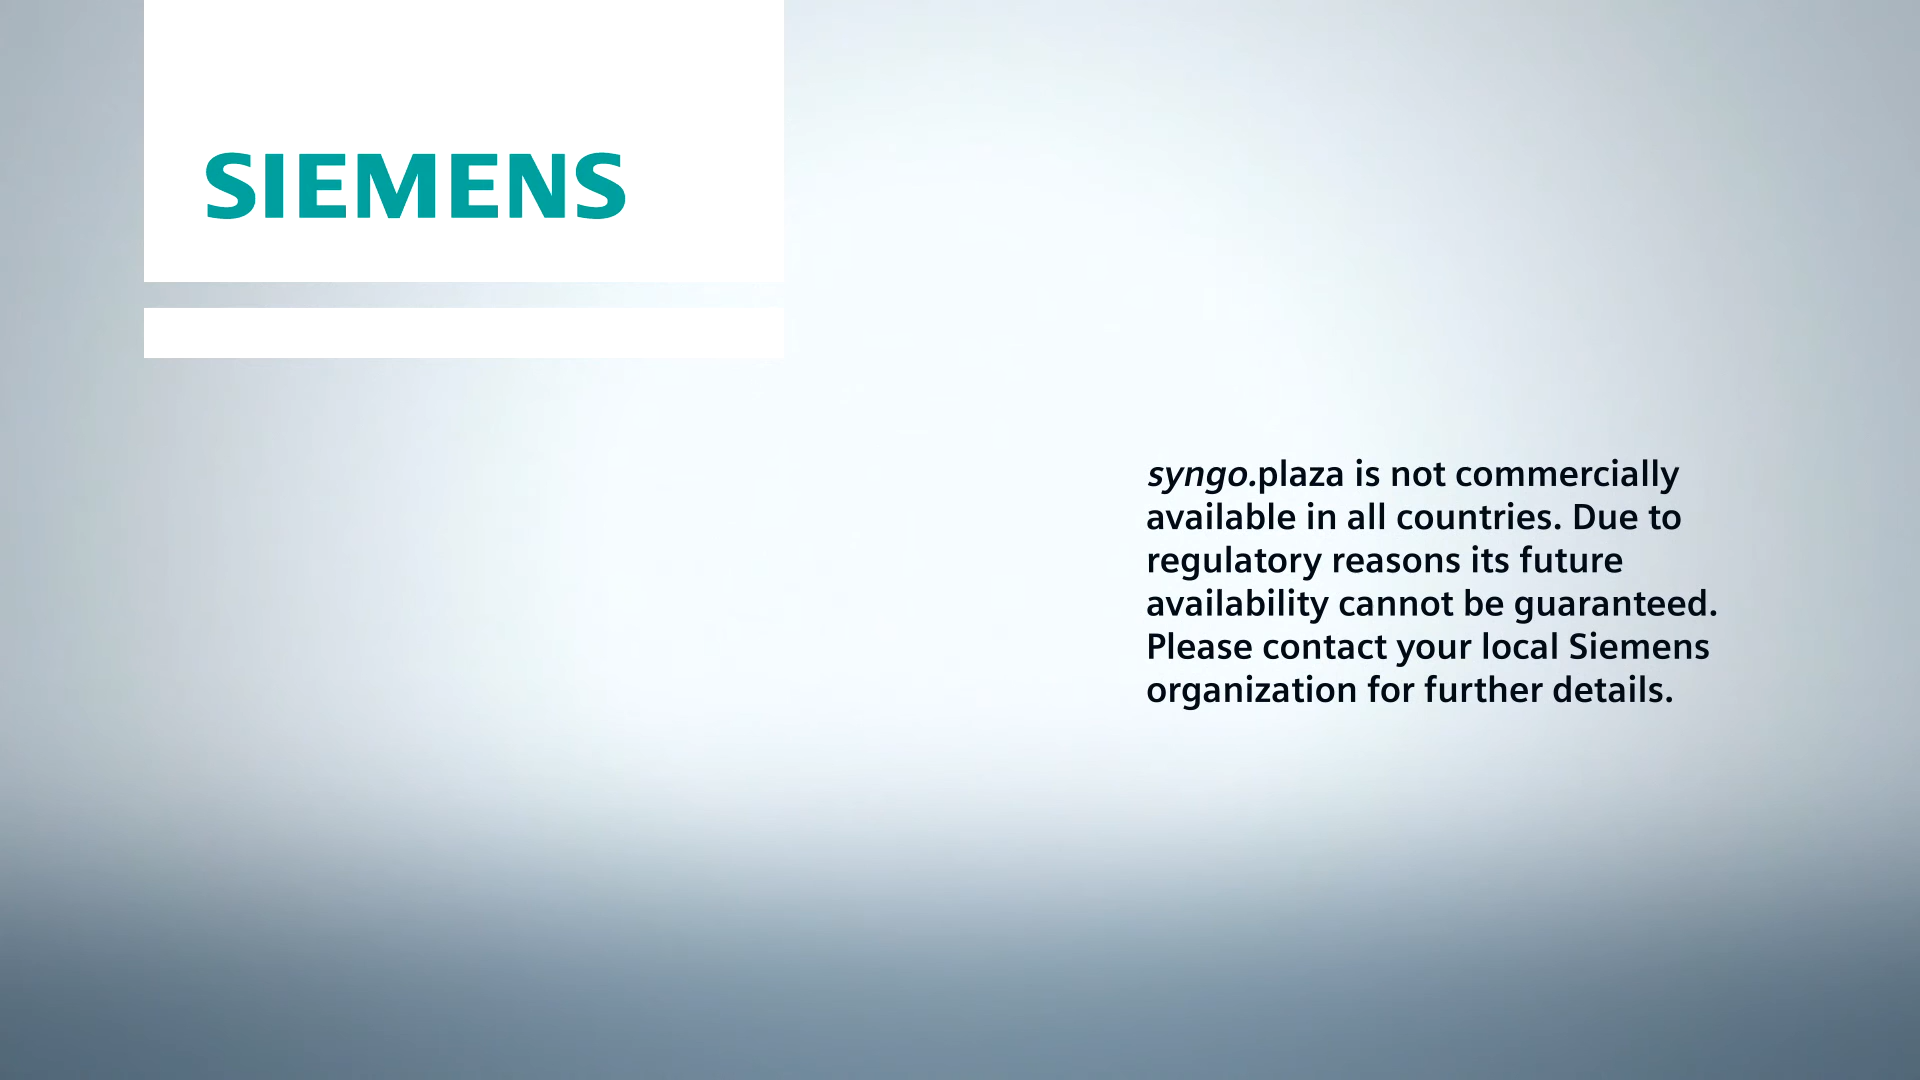 SIEMENS
syngo.plaza is not commercially
available in all countries. Due to
regulatory reasons its future
availability cannot be guaranteed.
Please contact your local Siemens
organization for further details.